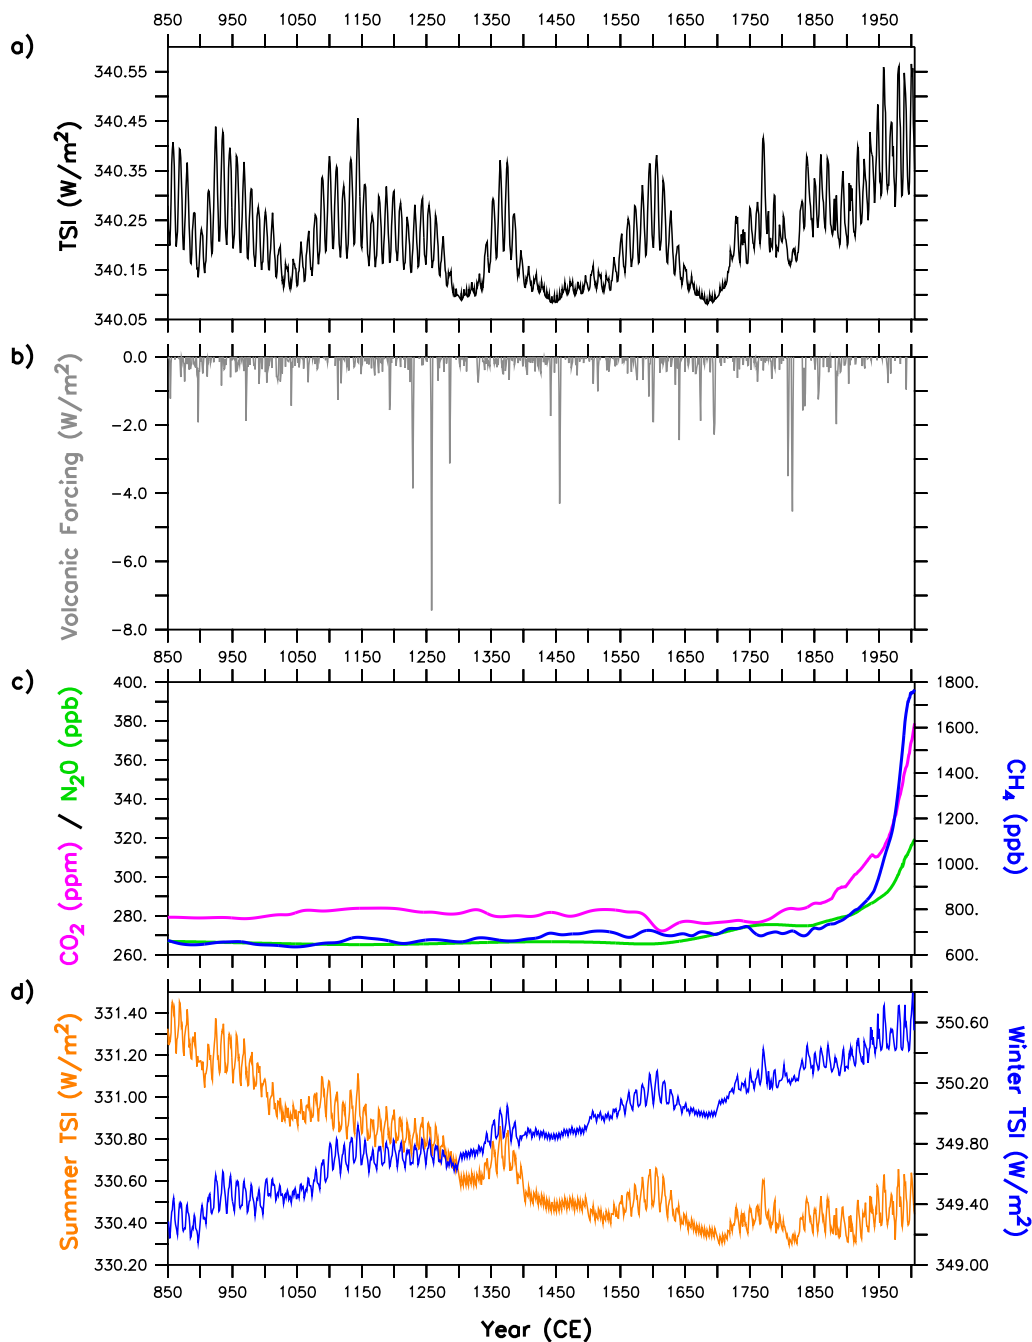 850 950 1050 1150 1250 1350 1450 1550 1650 1750 1850 1950
a)
TSI (W/m²)
340.55
340.45
340.35
340.25
340.15
340.05
b)
Volcanic Forcing (W/m²)
0.0
−2.0
−4.0
−6.0
−8.0
850 950 1050 1150 1250 1350 1450 1550 1650 1750 1850 1950
c)
CO₂ (ppm) / N₂O (ppb)
400.
380.
360.
340.
320.
300.
280.
260.
1800.
1600.
1400.
1200.
1000.
800.
600.
CH₄ (ppb)
d)
Summer TSI (W/m²)
331.40
331.20
331.00
330.80
330.60
330.40
330.20
350.60
350.20
349.80
349.40
349.00
Winter TSI (W/m²)
850 950 1050 1150 1250 1350 1450 1550 1650 1750 1850 1950
Year (CE)